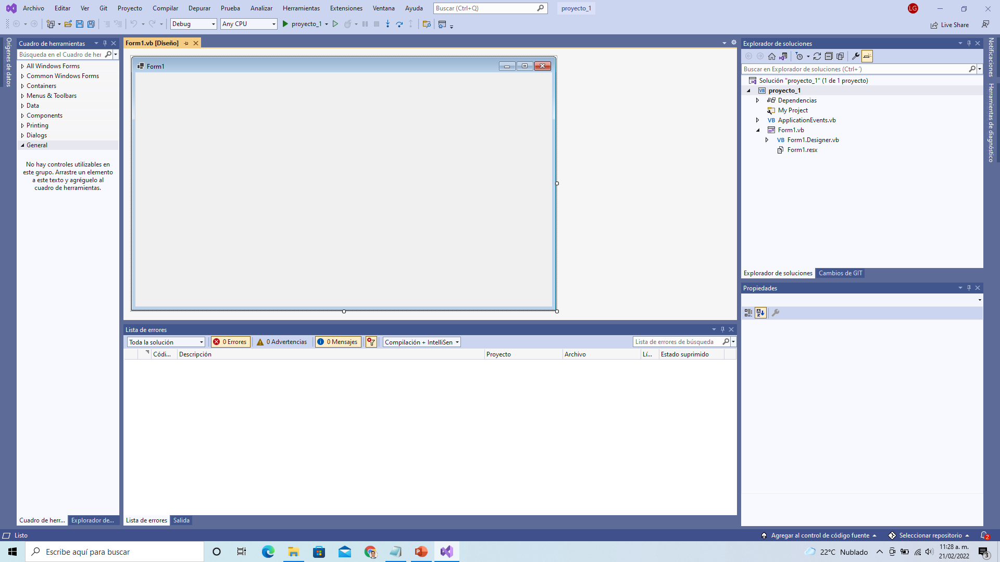 Archivo Editar Ver Git Proyecto Compilar Depurar Prueba Analizar Herramientas Extensiones Ventana Ayuda Buscar (Ctrl+Q) proyecto_1 LG
Debug Any CPU proyecto_1 Live Share
Orígenes de datos
Cuadro de herramientas
Búsqueda en el Cuadro de her
All Windows Forms
Common Windows Forms
Containers
Menus & Toolbars
Data
Components
Printing
Dialogs
General
No hay controles utilizables en
este grupo. Arrastre un elemento
a este texto y agréguelo al
cuadro de herramientas.
Cuadro de herr... Explorador de...
Form1.vb [Diseño]
Form1
Lista de errores
Toda la solución 0 Errores 0 Advertencias 0 Mensajes Compilación + IntelliSen Lista de errores de búsqueda
Códi... Descripción Proyecto Archivo Lí... Estado suprimido
Lista de errores Salida
Explorador de soluciones
Buscar en Explorador de soluciones (Ctrl+´)
Solución "proyecto_1" (1 de 1 proyecto)
VB proyecto_1
Dependencias
My Project
VB ApplicationEvents.vb
Form1.vb
VB Form1.Designer.vb
Form1.resx
Explorador de soluciones Cambios de GIT
Propiedades
Notificaciones
Herramientas de diagnóstico
Listo Agregar al control de código fuente Seleccionar repositorio 2
Escribe aquí para buscar 22°C Nublado 11:28 a. m.
21/02/2022 3